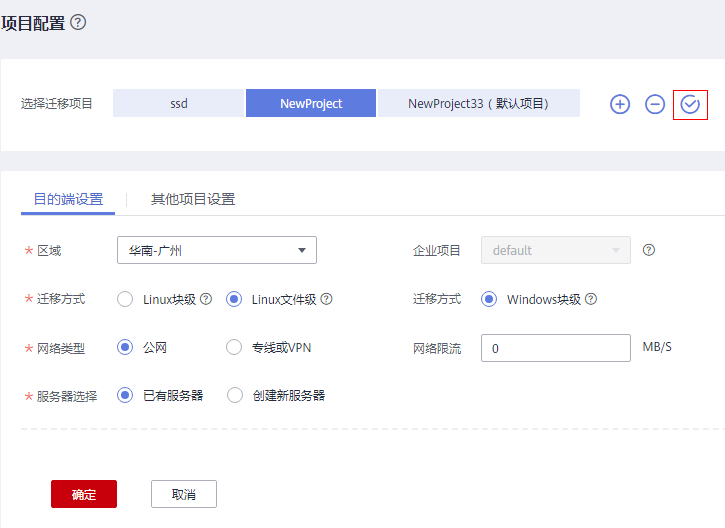 项目配置
选择迁移项目 ssd NewProject NewProject33（默认项目）
目的端设置 其他项目设置
* 区域 华南-广州 企业项目 default
* 迁移方式 Linux块级 Linux文件级 迁移方式 Windows块级
* 网络类型 公网 专线或VPN 网络限流 0 MB/S
* 服务器选择 已有服务器 创建新服务器
确定 取消